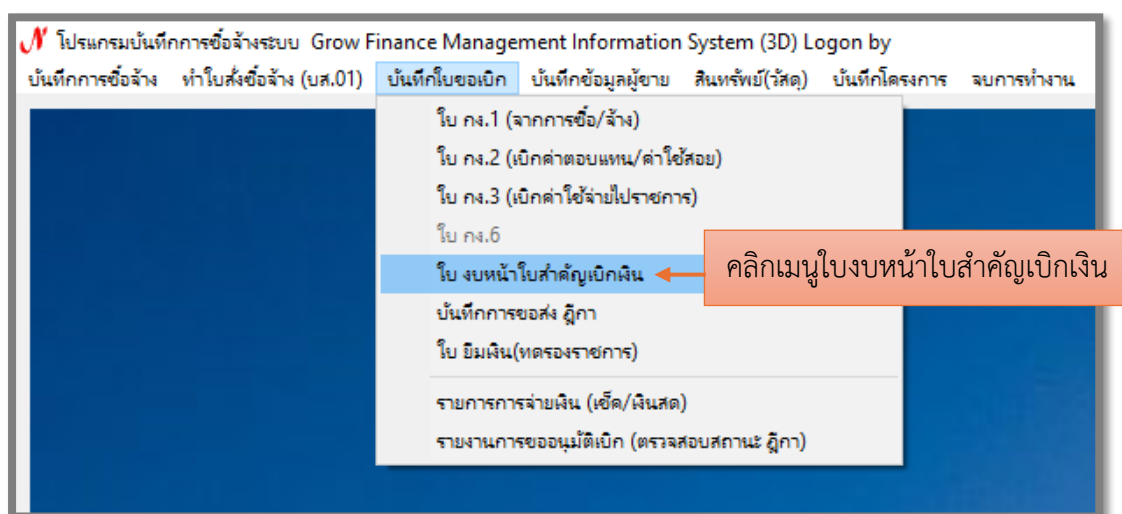 N โปรแกรมบันทึกการซื้อจ้างระบบ Grow Finance Management Information System (3D) Logon by
บันทึกการซื้อจ้าง ทำใบสั่งซื้อจ้าง (บส.01) บันทึกใบขอเบิก บันทึกข้อมูลผู้ขาย สินทรัพย์(วัสดุ) บันทึกโครงการ จบการทำงาน
ใบ กง.1 (จากการซื้อ/จ้าง)
ใบ กง.2 (เบิกค่าตอบแทน/ค่าใช้สอย)
ใบ กง.3 (เบิกค่าใช้จ่ายไปราชการ)
ใบ กง.6
ใบ งบหน้าใบสำคัญเบิกเงิน
คลิกเมนูใบงบหน้าใบสำคัญเบิกเงิน
บันทึกการขอส่ง ฎีกา
ใบ ยืมเงิน(ทดรองราชการ)
รายการการจ่ายเงิน (เช็ค/เงินสด)
รายงานการขออนุมัติเบิก (ตรวจสอบสถานะ ฎีกา)